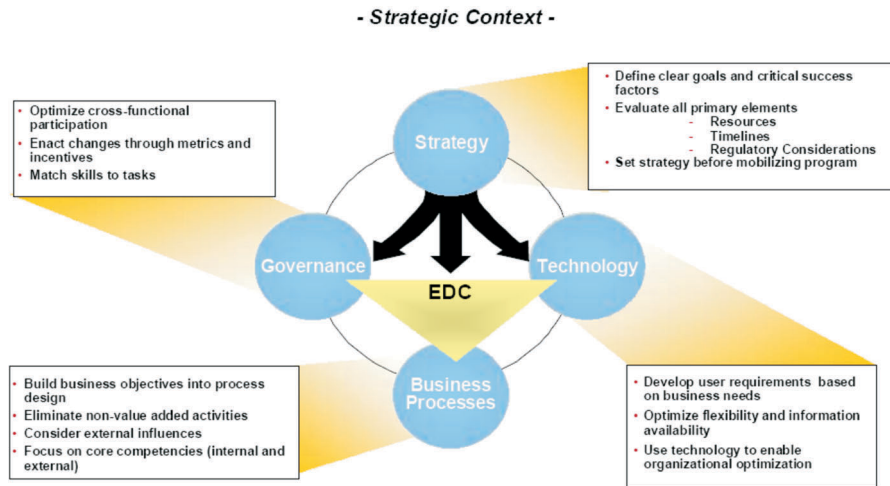 - Strategic Context -
• Define clear goals and critical success
factors
• Evaluate all primary elements
- Resources
- Timelines
- Regulatory Considerations
• Set strategy before mobilizing program
• Optimize cross-functional
participation
• Enact changes through metrics and
incentives
• Match skills to tasks
Strategy
Governance
Technology
EDC
Business
Processes
• Build business objectives into process
design
• Eliminate non-value added activities
• Consider external influences
• Focus on core competencies (internal and
external)
• Develop user requirements based
on business needs
• Optimize flexibility and information
availability
• Use technology to enable
organizational optimization